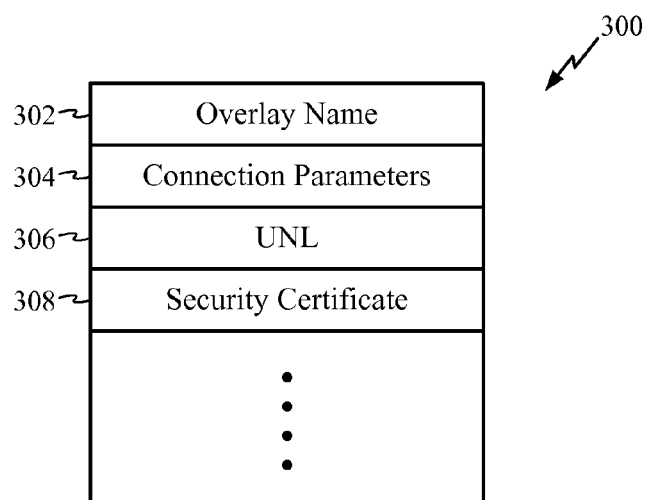 300
302 Overlay Name
304 Connection Parameters
306 UNL
308 Security Certificate